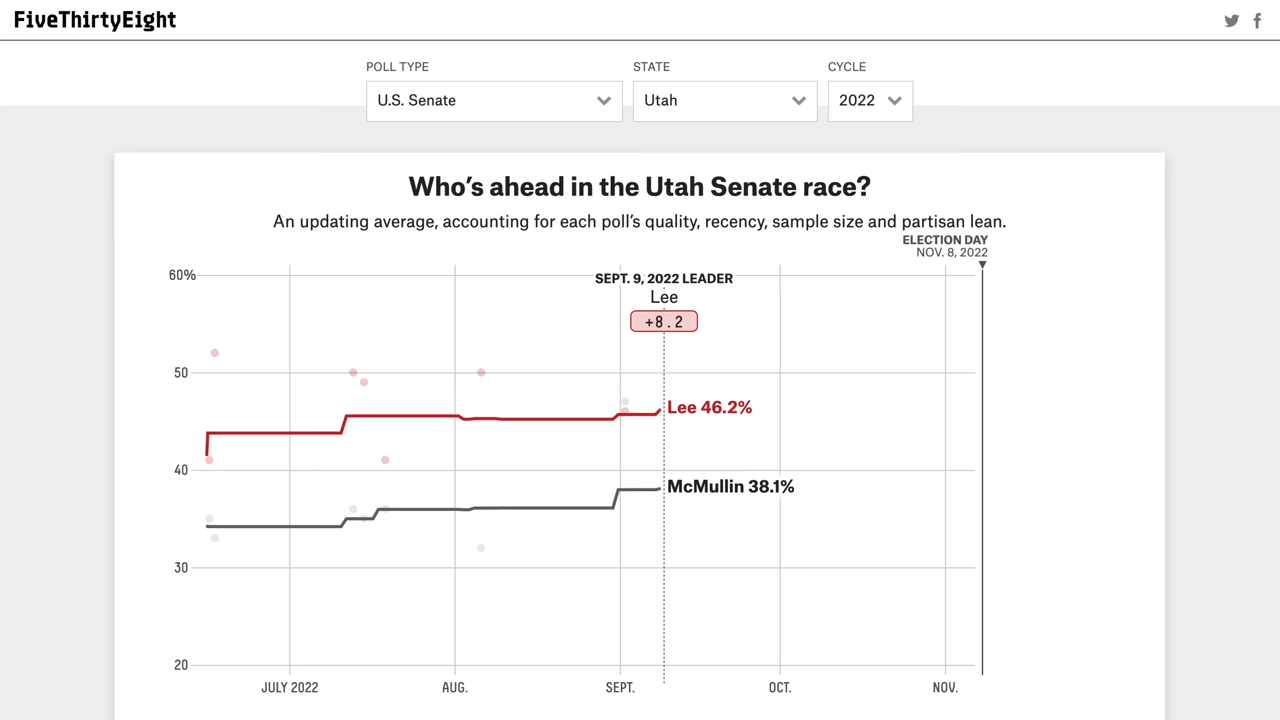 FiveThirtyEight
POLL TYPE
STATE
CYCLE
U.S. Senate
Utah
2022
Who’s ahead in the Utah Senate race?
An updating average, accounting for each poll’s quality, recency, sample size and partisan lean.
ELECTION DAY
NOV. 8, 2022
60%
SEPT. 9, 2022 LEADER
Lee
+8.2
50
Lee 46.2%
40
McMullin 38.1%
30
20
JULY 2022
AUG.
SEPT.
OCT.
NOV.